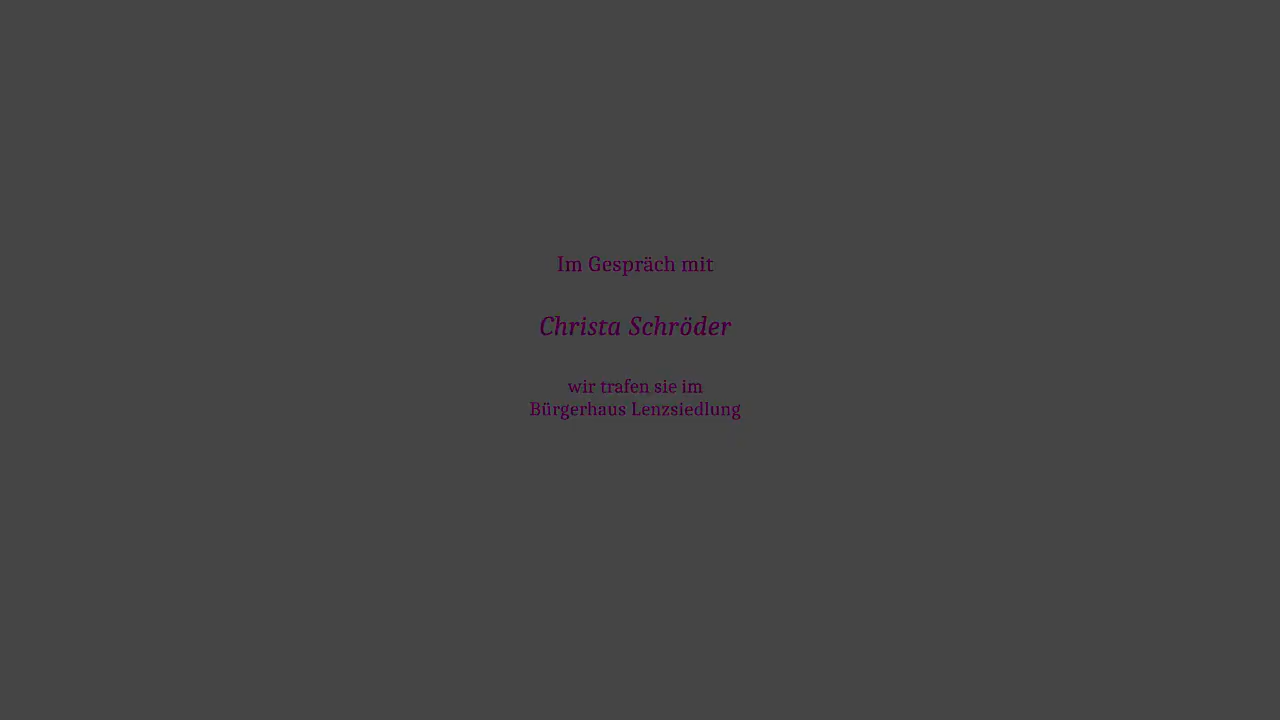 Im Gespräch mit
Christa Schröder
wir trafen sie im
Bürgerhaus Lenzsiedlung